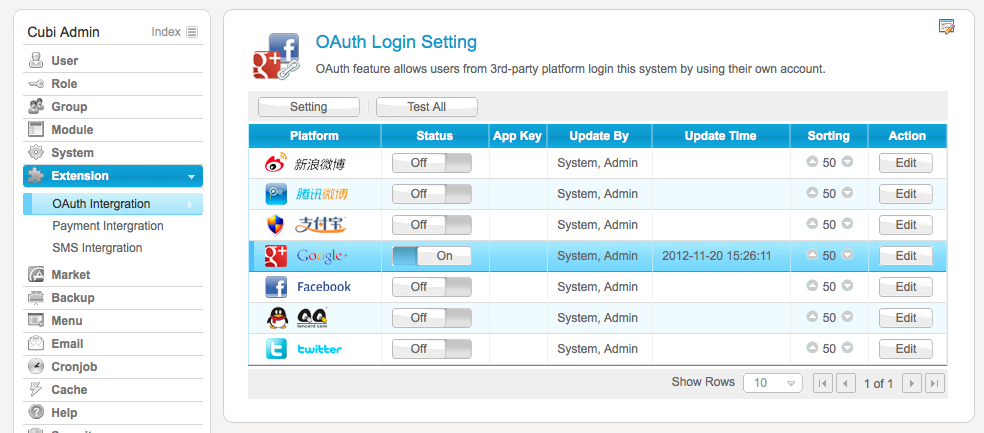 Cubi Admin
Index
User
Role
Group
Module
System
Extension
OAuth Intergration
Payment Intergration
SMS Intergration
Market
Backup
Menu
Email
Cronjob
Cache
Help
OAuth Login Setting
OAuth feature allows users from 3rd-party platform login this system by using their own account.
Setting Test All
Platform Status App Key Update By Update Time Sorting Action
新浪微博 Off System, Admin 50 Edit
腾讯微博 Off System, Admin 50 Edit
支付宝 Off System, Admin 50 Edit
Google+ On System, Admin 2012-11-20 15:26:11 50 Edit
Facebook Off System, Admin 50 Edit
QQ tencent.com Off System, Admin 50 Edit
twitter Off System, Admin 50 Edit
Show Rows 10 1 of 1